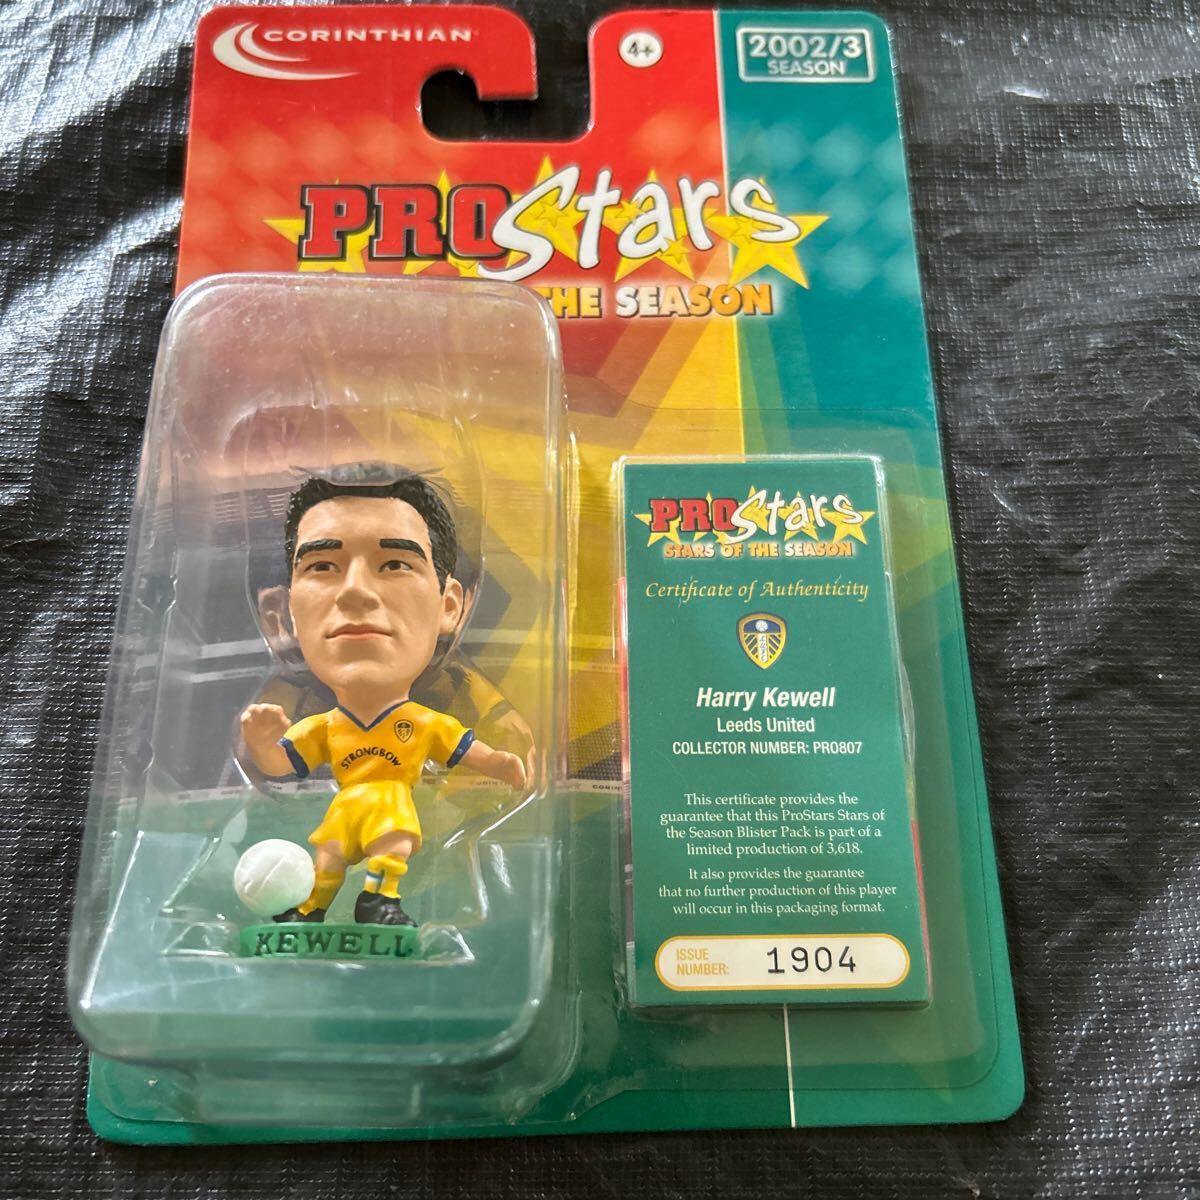 CORINTHIAN
4+
2002/3
SEASON
PROStars
THE SEASON
PROStars
STARS OF THE SEASON
Certificate of Authenticity
Harry Kewell
Leeds United
COLLECTOR NUMBER: PRO807
This certificate provides the
guarantee that this ProStars Stars of
the Season Blister Pack is part of a
limited production of 3,618.
It also provides the guarantee
that no further production of this player
will occur in this packaging format.
ISSUE
NUMBER:
1904
STRONGBOW
KEWELL